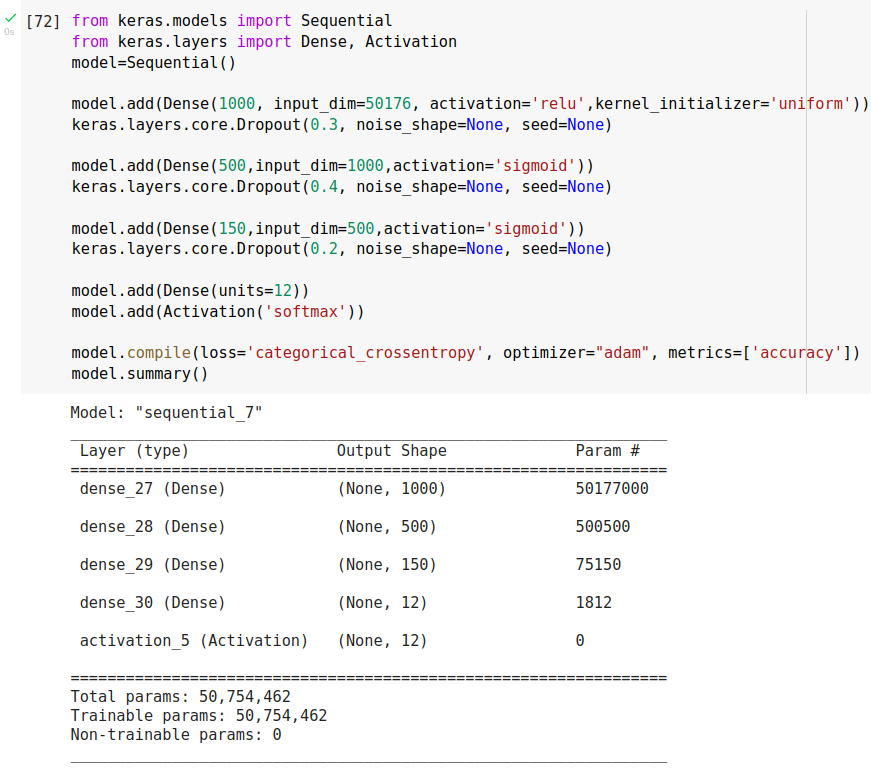 [72] from keras.models import Sequential
0s from keras.layers import Dense, Activation
model=Sequential()
model.add(Dense(1000, input_dim=50176, activation='relu',kernel_initializer='uniform'))
keras.layers.core.Dropout(0.3, noise_shape=None, seed=None)
model.add(Dense(500,input_dim=1000,activation='sigmoid'))
keras.layers.core.Dropout(0.4, noise_shape=None, seed=None)
model.add(Dense(150,input_dim=500,activation='sigmoid'))
keras.layers.core.Dropout(0.2, noise_shape=None, seed=None)
model.add(Dense(units=12))
model.add(Activation('softmax'))
model.compile(loss='categorical_crossentropy', optimizer="adam", metrics=['accuracy'])
model.summary()
Model: "sequential_7"
_________________________________________________________________
Layer (type) Output Shape Param #
=================================================================
dense_27 (Dense) (None, 1000) 50177000
dense_28 (Dense) (None, 500) 500500
dense_29 (Dense) (None, 150) 75150
dense_30 (Dense) (None, 12) 1812
activation_5 (Activation) (None, 12) 0
=================================================================
Total params: 50,754,462
Trainable params: 50,754,462
Non-trainable params: 0
_________________________________________________________________